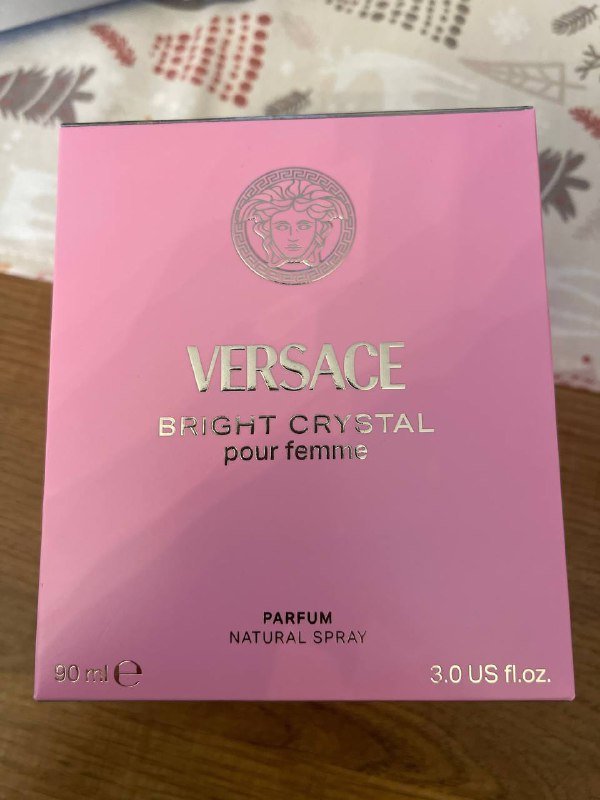 VERSACE
BRIGHT CRYSTAL
pour femme
PARFUM
NATURAL SPRAY
90 ml ℮ 3.0 US fl.oz.